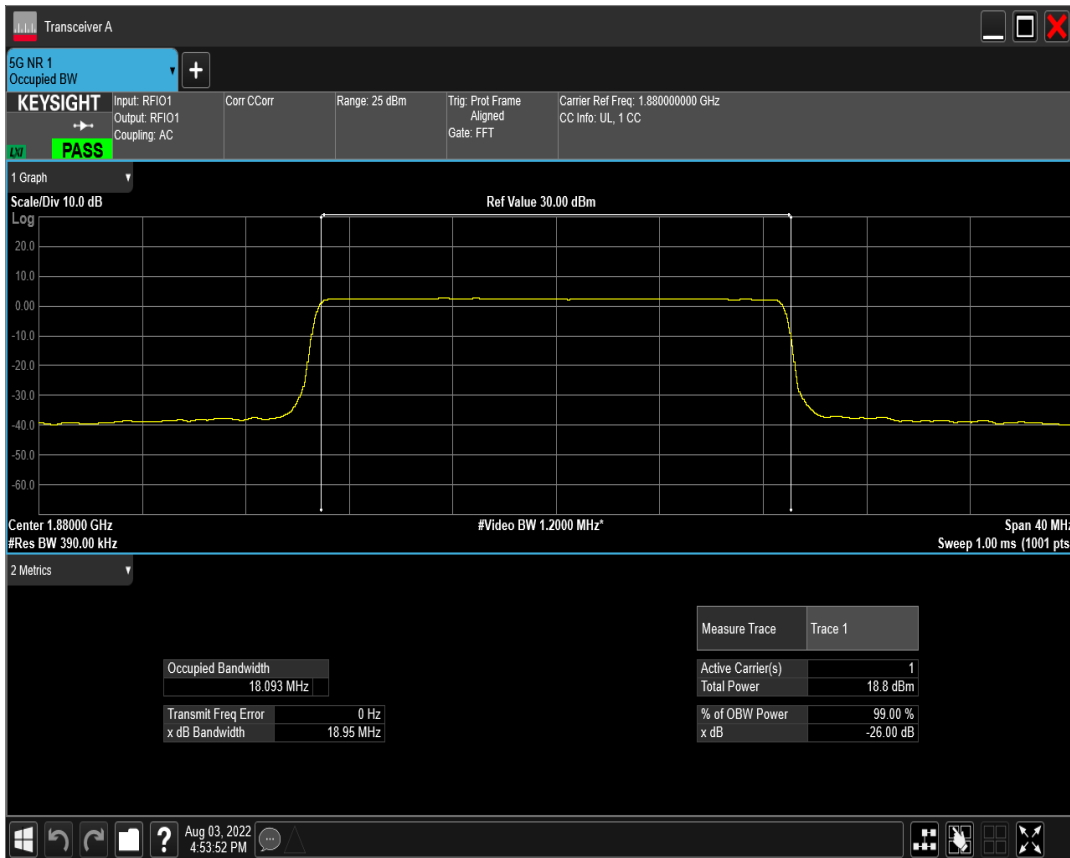 Transceiver A
5G NR 1
Occupied BW
+
KEYSIGHT
LXI
PASS
Input: RFIO1
Output: RFIO1
Coupling: AC
Corr CCorr
Range: 25 dBm
Trig: Prot Frame
Aligned
Gate: FFT
Carrier Ref Freq: 1.880000000 GHz
CC Info: UL, 1 CC
1 Graph
Scale/Div 10.0 dB
Ref Value 30.00 dBm
Log
20.0
10.0
0.00
-10.0
-20.0
-30.0
-40.0
-50.0
-60.0
Center 1.88000 GHz
#Video BW 1.2000 MHz*
Span 40 MHz
#Res BW 390.00 kHz
Sweep 1.00 ms (1001 pts
2 Metrics
Measure Trace Trace 1
Occupied Bandwidth
18.093 MHz
Active Carrier(s) 1
Total Power 18.8 dBm
Transmit Freq Error 0 Hz
x dB Bandwidth 18.95 MHz
% of OBW Power 99.00 %
x dB -26.00 dB
?
Aug 03, 2022
4:53:52 PM